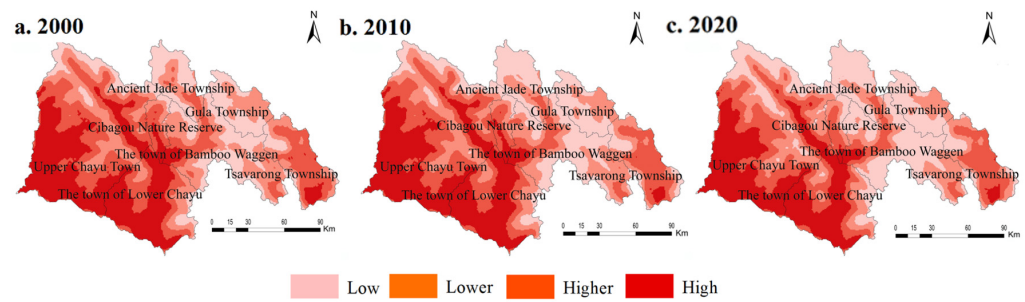 a. 2000
N
Ancient Jade Township
Gula Township
Cibagou Nature Reserve
The town of Bamboo Waggen
Upper Chayu Town
Tsavarong Township
The town of Lower Chayu
0 15 30 60 90
Km
b. 2010
N
Ancient Jade Township
Gula Township
Cibagou Nature Reserve
The town of Bamboo Waggen
Upper Chayu Town
Tsavarong Township
The town of Lower Chayu
0 15 30 60 90
Km
c. 2020
N
Ancient Jade Township
Gula Township
Cibagou Nature Reserve
The town of Bamboo Waggen
Upper Chayu Town
Tsavarong Township
The town of Lower Chayu
0 15 30 60 90
Km
Low Lower Higher High